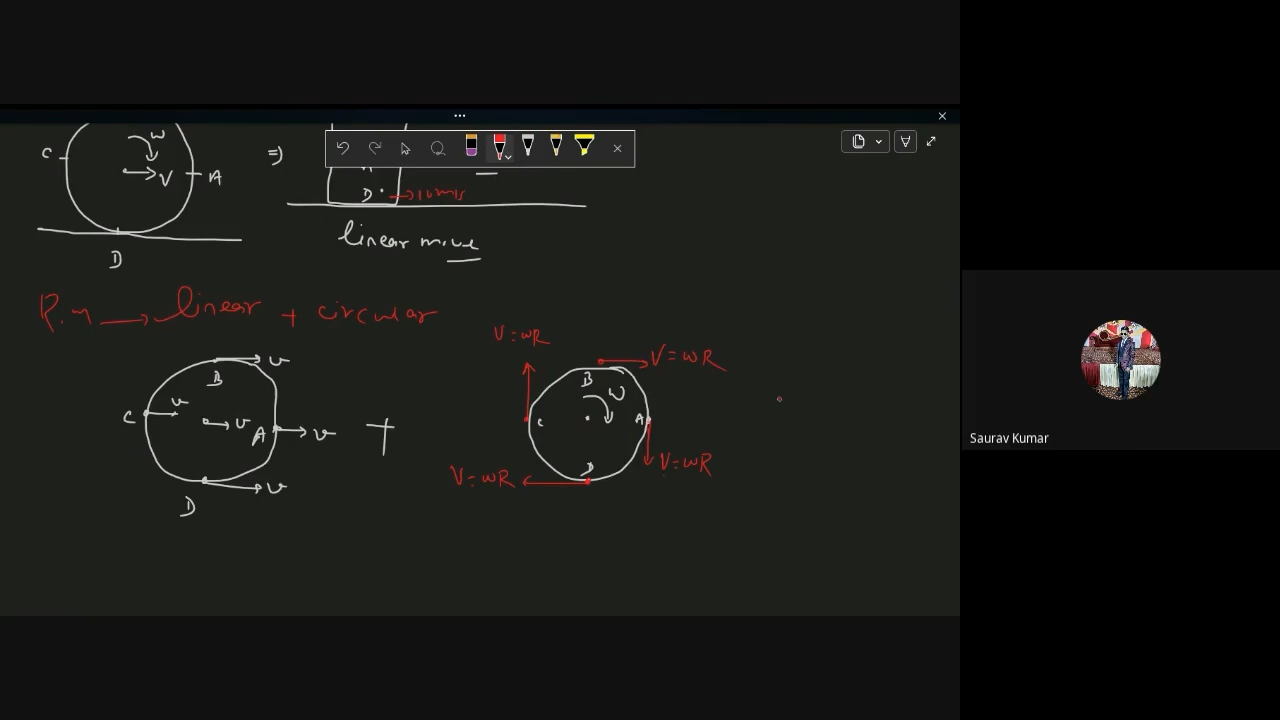 W
C
V
A
=)
D
D
linear move
R.M → linear + circular
V = ωR
v
B
V = ωR
B
ω
C
v
v
A
v
+
C
A
V = ωR
D
V = ωR
v
D
Saurav Kumar